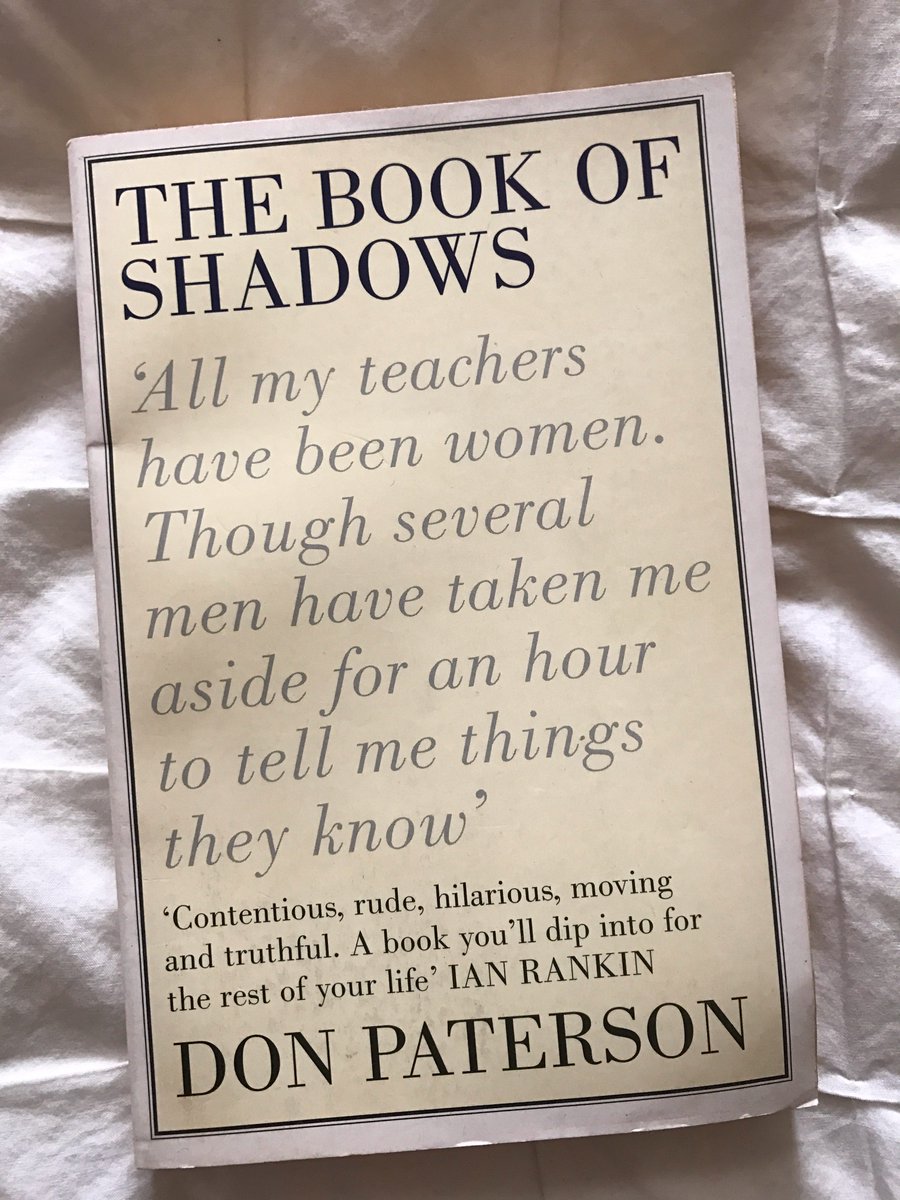 THE BOOK OF
SHADOWS
‘All my teachers
have been women.
Though several
men have taken me
aside for an hour
to tell me things
they know’
‘Contentious, rude, hilarious, moving
and truthful. A book you’ll dip into for
the rest of your life’ IAN RANKIN
DON PATERSON